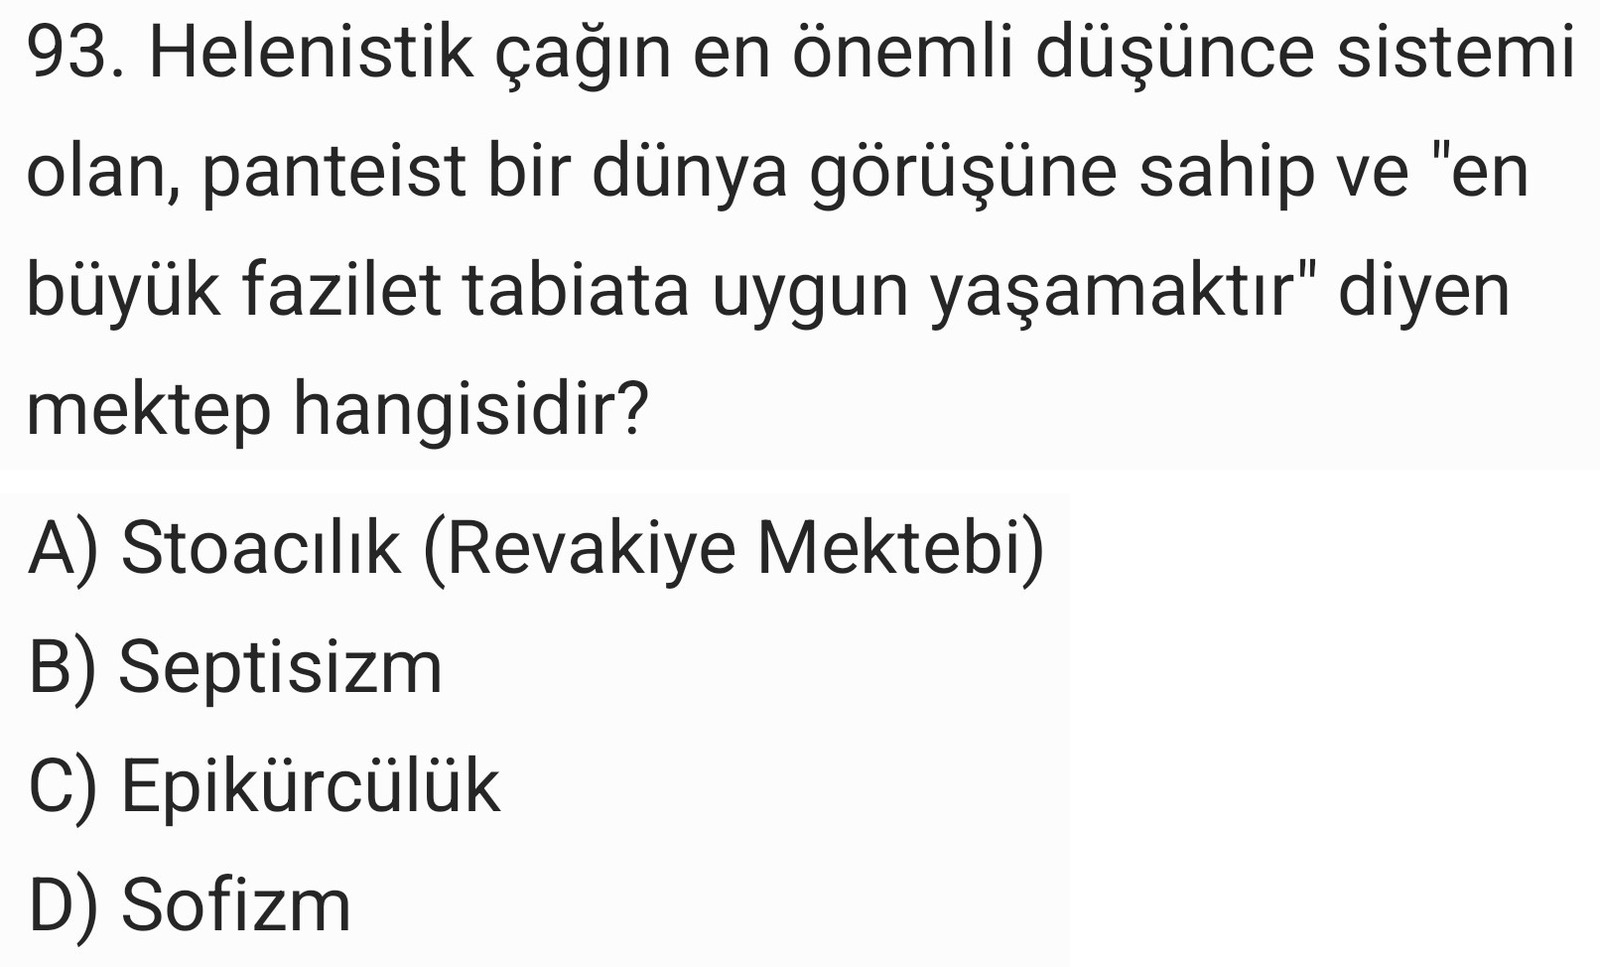 93. Helenistik çağın en önemli düşünce sistemi
olan, panteist bir dünya görüşüne sahip ve "en
büyük fazilet tabiata uygun yaşamaktır" diyen
mektep hangisidir?
A) Stoacılık (Revakiye Mektebi)
B) Septisizm
C) Epikürcülük
D) Sofizm